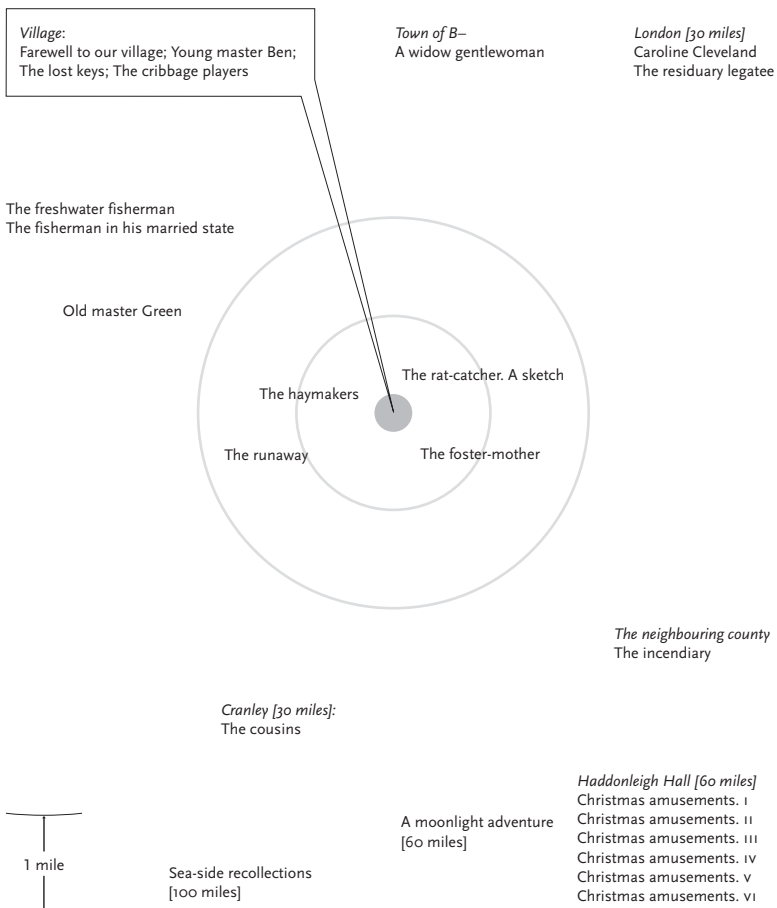 Village:
Farewell to our village; Young master Ben;
The lost keys; The cribbage players
Town of B–
A widow gentlewoman
London [30 miles]
Caroline Cleveland
The residuary legatee
The freshwater fisherman
The fisherman in his married state
Old master Green
The rat-catcher. A sketch
The haymakers
The runaway
The foster-mother
The neighbouring county
The incendiary
Cranley [30 miles]:
The cousins
Haddonleigh Hall [60 miles]
Christmas amusements. I
Christmas amusements. II
Christmas amusements. III
Christmas amusements. IV
Christmas amusements. V
Christmas amusements. VI
A moonlight adventure
[60 miles]
1 mile
Sea-side recollections
[100 miles]